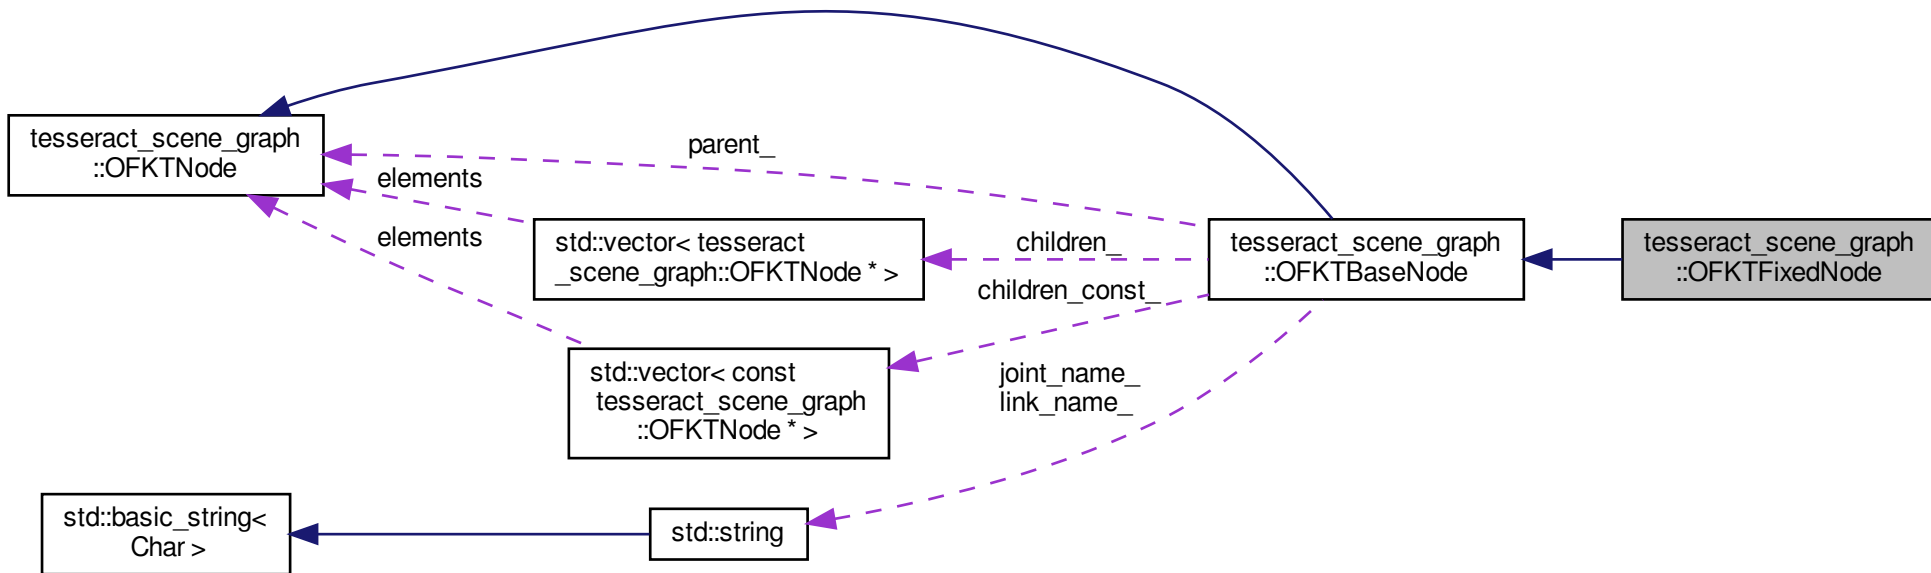 tesseract_scene_graph
::OFKTNode
parent_
elements
elements
std::vector< tesseract
_scene_graph::OFKTNode * >
children_
children_const_
tesseract_scene_graph
::OFKTBaseNode
tesseract_scene_graph
::OFKTFixedNode
std::vector< const
tesseract_scene_graph
::OFKTNode * >
joint_name_
link_name_
std::basic_string<
Char >
std::string